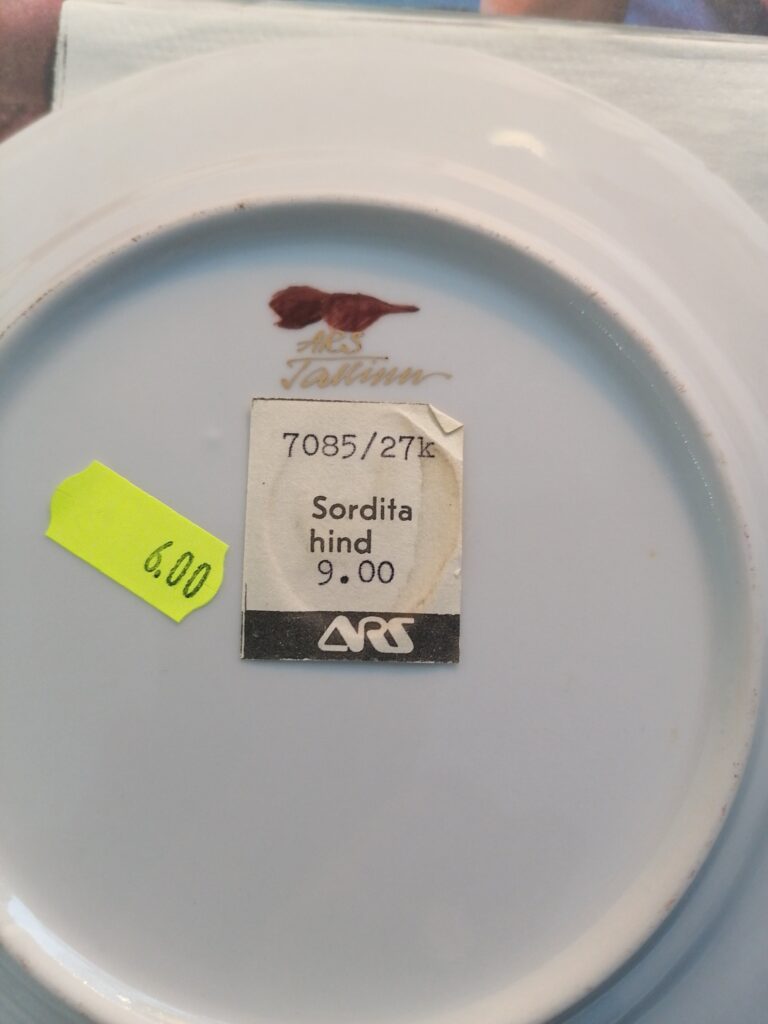 ARS
Tallinn
7085/27k
Sordita
hind
9.00
ARS
6.00